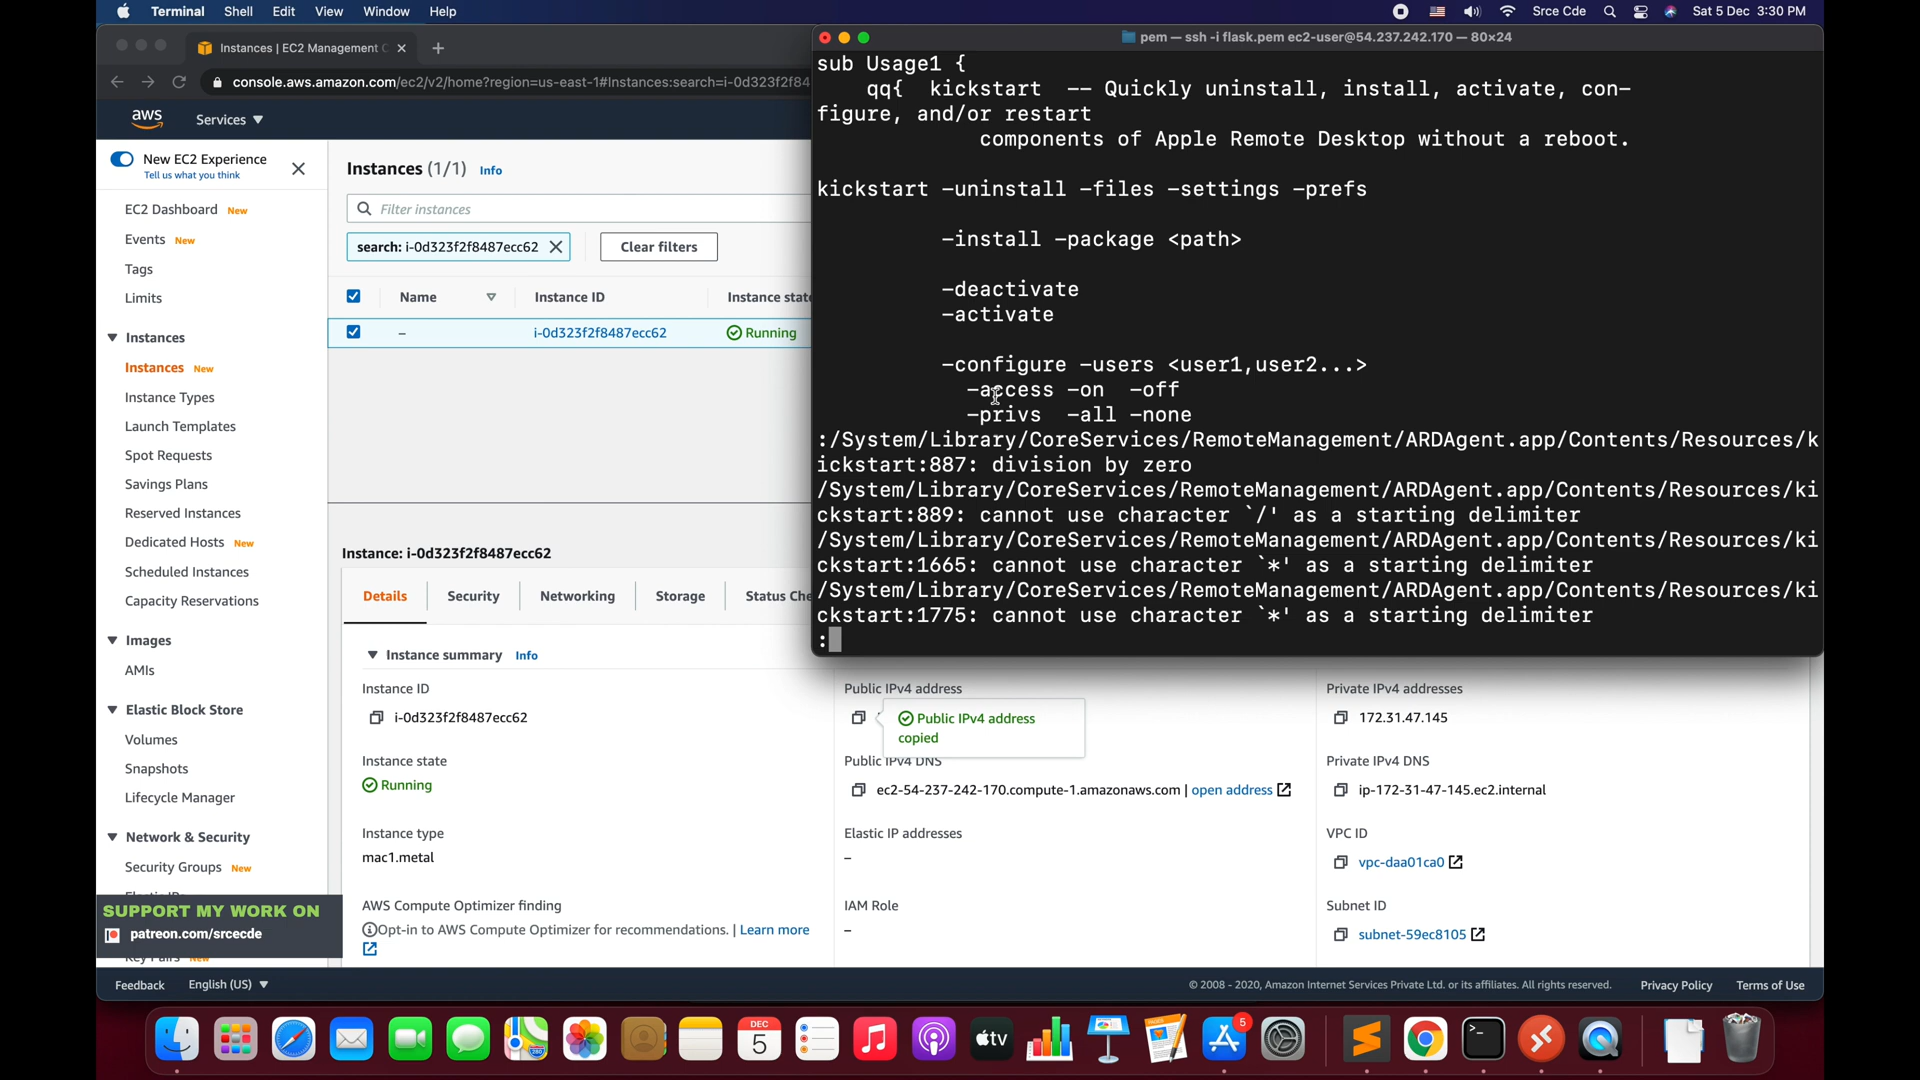 Terminal Shell Edit View Window Help
Srce Cde Sat 5 Dec 3:30 PM
Instances | EC2 Management C
console.aws.amazon.com/ec2/v2/home?region=us-east-1#Instances:search=i-0d323f2f84
aws Services
New EC2 Experience
Tell us what you think
EC2 Dashboard New
Events New
Tags
Limits
Instances
Instances New
Instance Types
Launch Templates
Spot Requests
Savings Plans
Reserved Instances
Dedicated Hosts New
Scheduled Instances
Capacity Reservations
Images
AMIs
Elastic Block Store
Volumes
Snapshots
Lifecycle Manager
Network & Security
Security Groups New
SUPPORT MY WORK ON
patreon.com/srcecde
Instances (1/1) Info
Filter instances
search: i-0d323f2f8487ecc62 Clear filters
Name Instance ID Instance stat
– i-0d323f2f8487ecc62 Running
pem — ssh -i flask.pem ec2-user@54.237.242.170 — 80×24
sub Usage1 {
qq{ kickstart -- Quickly uninstall, install, activate, con-
figure, and/or restart
components of Apple Remote Desktop without a reboot.
kickstart -uninstall -files -settings -prefs
-install -package <path>
-deactivate
-activate
-configure -users <user1,user2...>
-access -on -off
-privs -all -none
:/System/Library/CoreServices/RemoteManagement/ARDAgent.app/Contents/Resources/k
ickstart:887: division by zero
/System/Library/CoreServices/RemoteManagement/ARDAgent.app/Contents/Resources/ki
ckstart:889: cannot use character `/' as a starting delimiter
/System/Library/CoreServices/RemoteManagement/ARDAgent.app/Contents/Resources/ki
ckstart:1665: cannot use character `*' as a starting delimiter
/System/Library/CoreServices/RemoteManagement/ARDAgent.app/Contents/Resources/ki
ckstart:1775: cannot use character `*' as a starting delimiter
:
Instance: i-0d323f2f8487ecc62
Details Security Networking Storage Status Che
Instance summary Info
Instance ID
i-0d323f2f8487ecc62
Public IPv4 address
Public IPv4 address
copied
Private IPv4 addresses
172.31.47.145
Instance state
Running
Public IPv4 DNS
ec2-54-237-242-170.compute-1.amazonaws.com | open address
Private IPv4 DNS
ip-172-31-47-145.ec2.internal
Instance type
mac1.metal
Elastic IP addresses
–
VPC ID
vpc-daa01ca0
AWS Compute Optimizer finding
Opt-in to AWS Compute Optimizer for recommendations. | Learn more
IAM Role
–
Subnet ID
subnet-59ec8105
Feedback English (US) © 2008 - 2020, Amazon Internet Services Private Ltd. or its affiliates. All rights reserved. Privacy Policy Terms of Use
DEC
5
tv
5